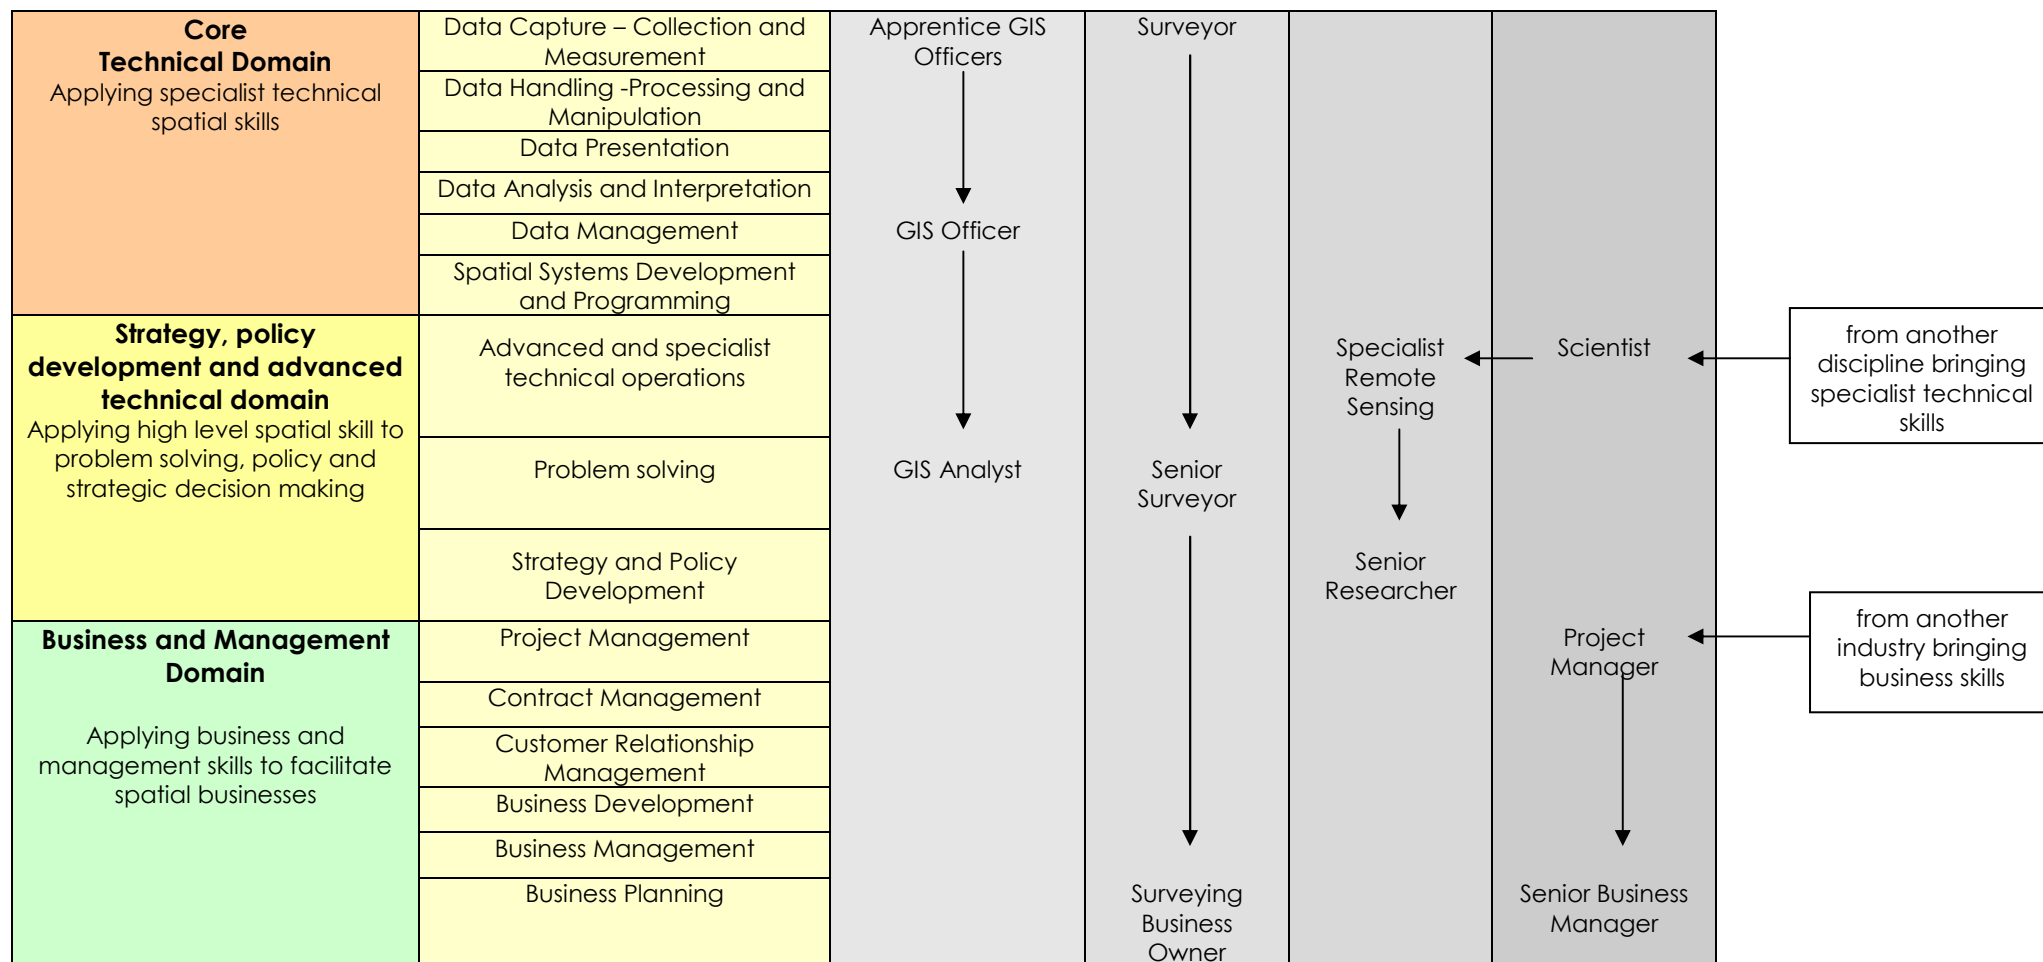 Core
Technical Domain
Applying specialist technical
spatial skills
Data Capture – Collection and
Measurement
Data Handling -Processing and
Manipulation
Data Presentation
Data Analysis and Interpretation
Data Management
Spatial Systems Development
and Programming
Apprentice GIS
Officers
GIS Officer
Surveyor
Strategy, policy
development and advanced
technical domain
Applying high level spatial skill to
problem solving, policy and
strategic decision making
Advanced and specialist
technical operations
Problem solving
Strategy and Policy
Development
GIS Analyst
Senior
Surveyor
Specialist
Remote
Sensing
Senior
Researcher
Scientist
from another
discipline bringing
specialist technical
skills
Business and Management
Domain
Applying business and
management skills to facilitate
spatial businesses
Project Management
Contract Management
Customer Relationship
Management
Business Development
Business Management
Business Planning
Surveying
Business
Owner
Project
Manager
Senior Business
Manager
from another
industry bringing
business skills